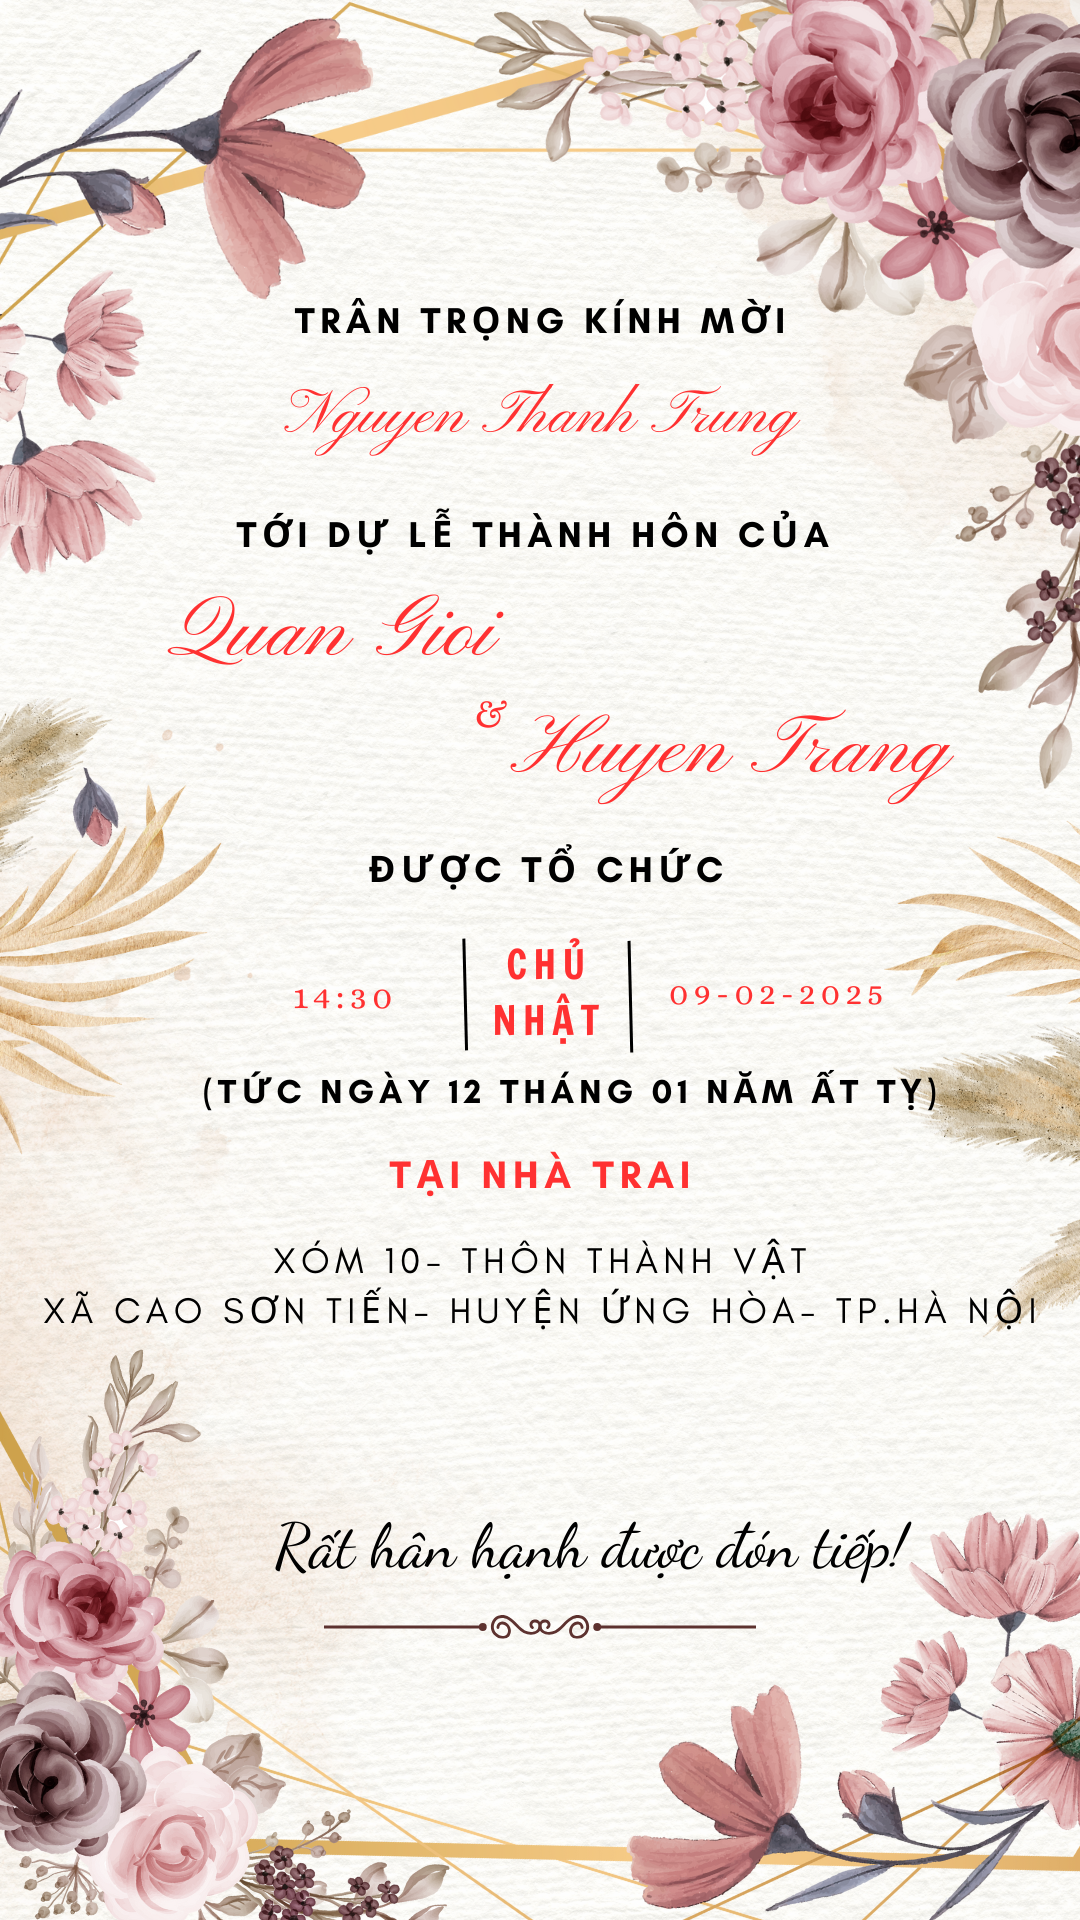 TRÂN TRỌNG KÍNH MỜI
Nguyen Thanh Trung
TỚI DỰ LỄ THÀNH HÔN CỦA
Quan Gioi
& Huyen Trang
ĐƯỢC TỔ CHỨC
14:30
CHỦ
NHẬT
09-02-2025
(TỨC NGÀY 12 THÁNG 01 NĂM ẤT TỴ)
TẠI NHÀ TRAI
XÓM 10- THÔN THÀNH VẬT
XÃ CAO SƠN TIẾN- HUYỆN ỨNG HÒA- TP.HÀ NỘI
Rất hân hạnh được đón tiếp!